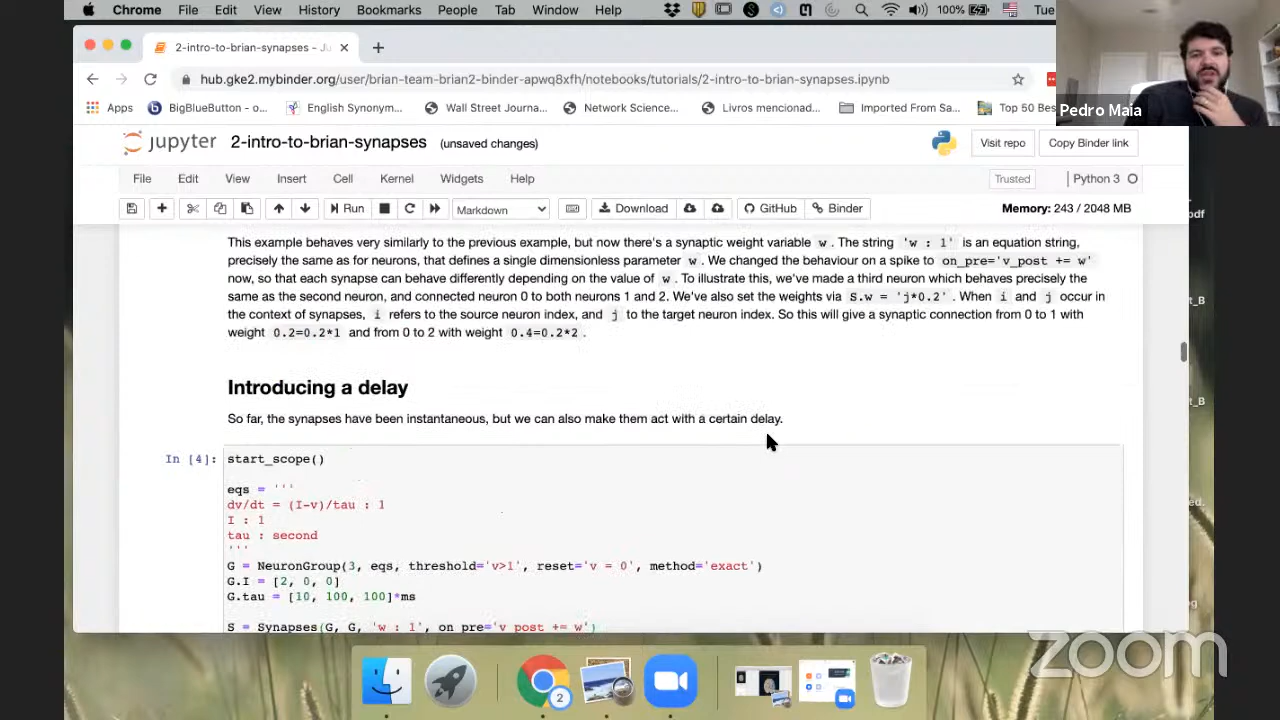 Chrome File Edit View History Bookmarks People Tab Window Help 100% Tue
2-intro-to-brian-synapses - Ju
hub.gke2.mybinder.org/user/brian-team-brian2-binder-apwq8xfh/notebooks/tutorials/2-intro-to-brian-synapses.ipynb
Apps BigBlueButton - o... English Synonym... Wall Street Journa... Network Science... Livros mencionad... Imported From Sa... Top 50 Bes
Pedro Maia
jupyter 2-intro-to-brian-synapses (unsaved changes) Visit repo Copy Binder link
File Edit View Insert Cell Kernel Widgets Help Trusted Python 3
Run Markdown Download GitHub Binder Memory: 243 / 2048 MB
This example behaves very similarly to the previous example, but now there's a synaptic weight variable w . The string 'w : 1' is an equation string,
precisely the same as for neurons, that defines a single dimensionless parameter w . We changed the behaviour on a spike to on_pre='v_post += w'
now, so that each synapse can behave differently depending on the value of w . To illustrate this, we've made a third neuron which behaves precisely the
same as the second neuron, and connected neuron 0 to both neurons 1 and 2. We've also set the weights via S.w = 'j*0.2' . When i and j occur in
the context of synapses, i refers to the source neuron index, and j to the target neuron index. So this will give a synaptic connection from 0 to 1 with
weight 0.2=0.2*1 and from 0 to 2 with weight 0.4=0.2*2 .
Introducing a delay
So far, the synapses have been instantaneous, but we can also make them act with a certain delay.
In [4]: start_scope()
eqs = '''
dv/dt = (I-v)/tau : 1
I : 1
tau : second
'''
G = NeuronGroup(3, eqs, threshold='v>1', reset='v = 0', method='exact')
G.I = [2, 0, 0]
G.tau = [10, 100, 100]*ms
S = Synapses(G, G, 'w : 1', on_pre='v_post += w')
pdf
t_B
t_B
ed.
2
zoom